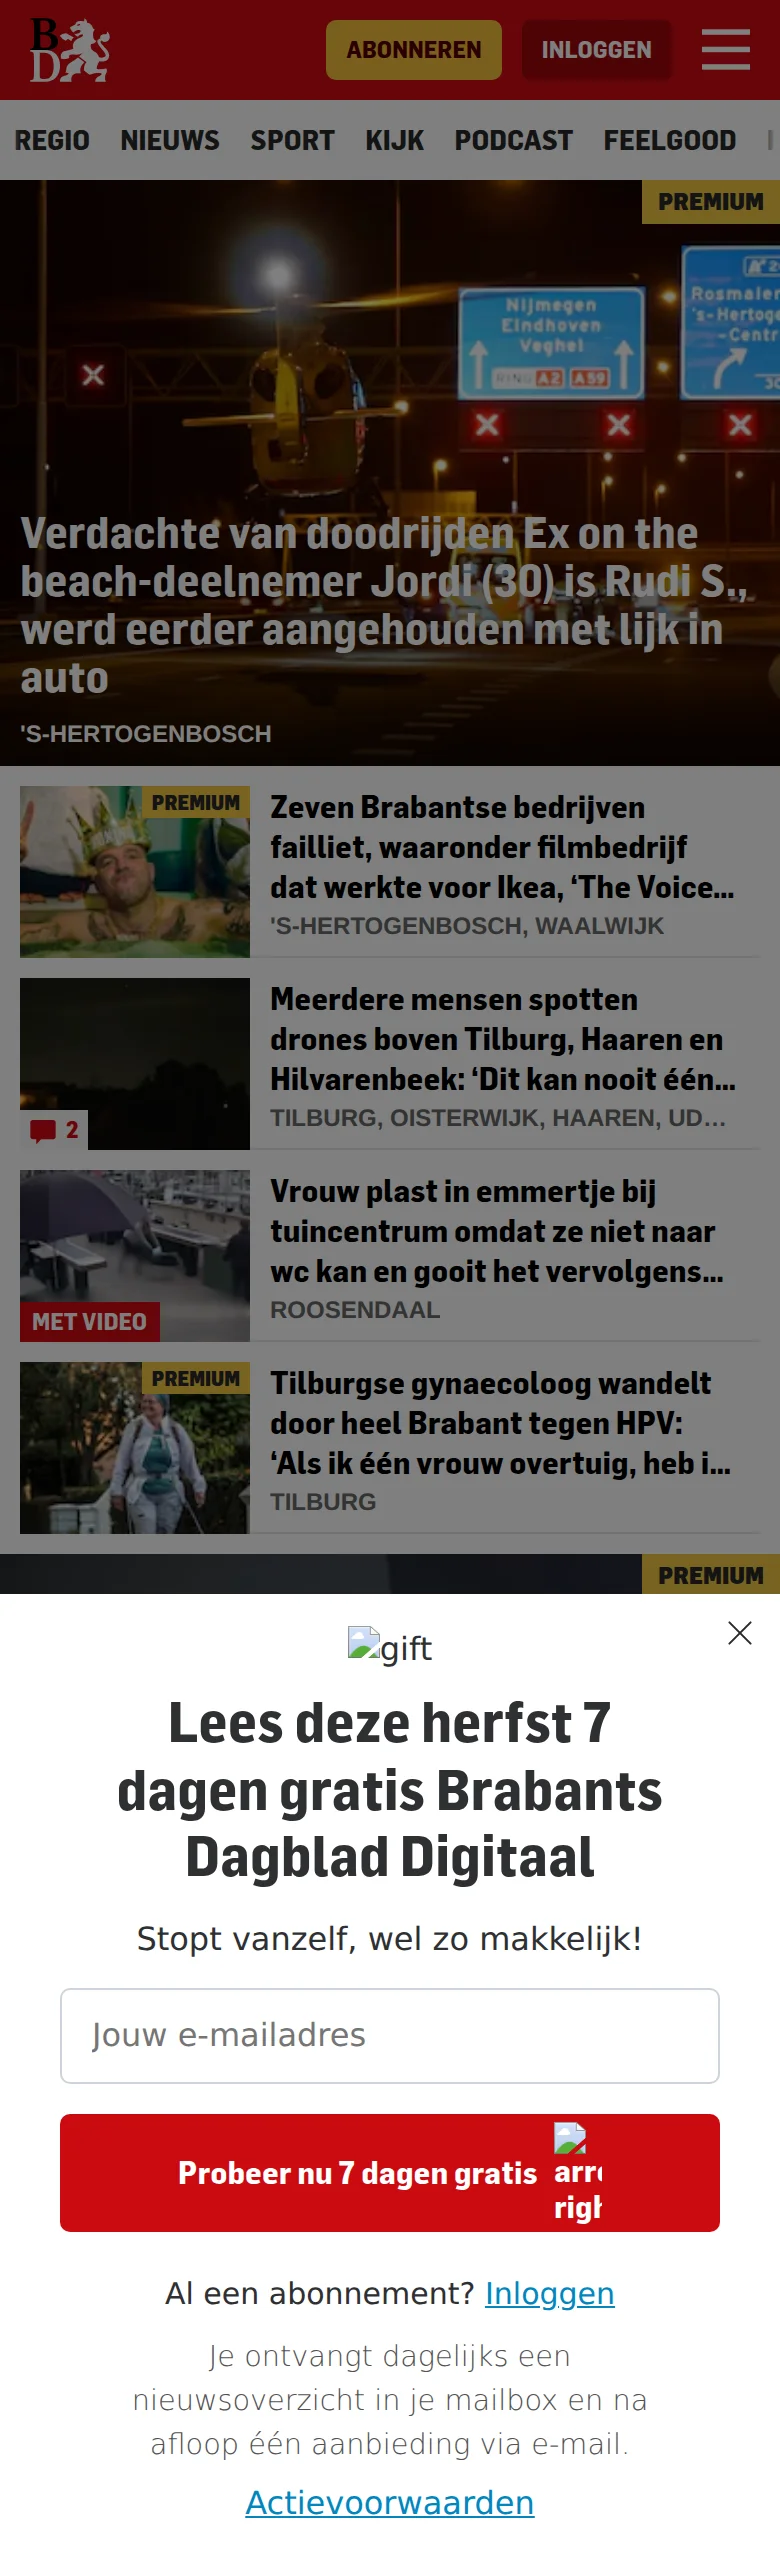 BD
ABONNEREN
INLOGGEN
REGIO NIEUWS SPORT KIJK PODCAST FEELGOOD
PREMIUM
Nijmegen
Eindhoven
Veghel
RING A2 A59
Rosmalen
's-Hertoge
-Centr
Verdachte van doodrijden Ex on the
beach-deelnemer Jordi (30) is Rudi S.,
werd eerder aangehouden met lijk in
auto
'S-HERTOGENBOSCH
PREMIUM
Zeven Brabantse bedrijven
failliet, waaronder filmbedrijf
dat werkte voor Ikea, ‘The Voice...
'S-HERTOGENBOSCH, WAALWIJK
Meerdere mensen spotten
drones boven Tilburg, Haaren en
Hilvarenbeek: ‘Dit kan nooit één...
TILBURG, OISTERWIJK, HAAREN, UD...
2
Vrouw plast in emmertje bij
tuincentrum omdat ze niet naar
wc kan en gooit het vervolgens...
ROOSENDAAL
MET VIDEO
PREMIUM
Tilburgse gynaecoloog wandelt
door heel Brabant tegen HPV:
‘Als ik één vrouw overtuig, heb i...
TILBURG
PREMIUM
gift
Lees deze herfst 7
dagen gratis Brabants
Dagblad Digitaal
Stopt vanzelf, wel zo makkelijk!
Jouw e-mailadres
Probeer nu 7 dagen gratis
arro
righ
Al een abonnement? Inloggen
Je ontvangt dagelijks een
nieuwsoverzicht in je mailbox en na
afloop één aanbieding via e-mail.
Actievoorwaarden